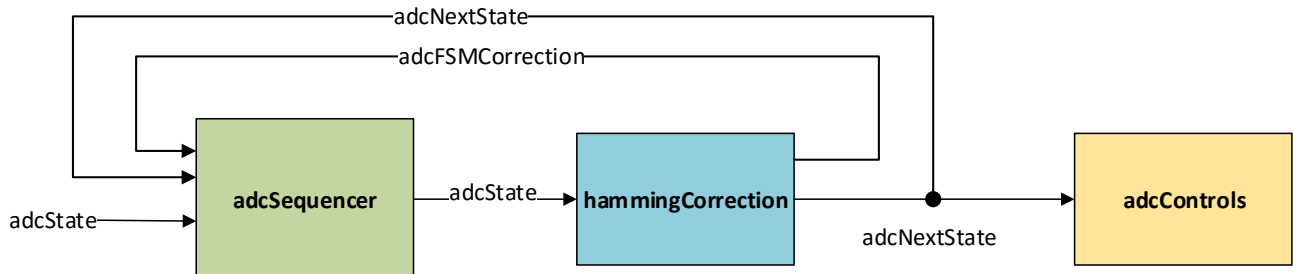 adcNextState
adcFSMCorrection
adcSequencer
adcState
hammingCorrection
adcControls
adcState
adcNextState